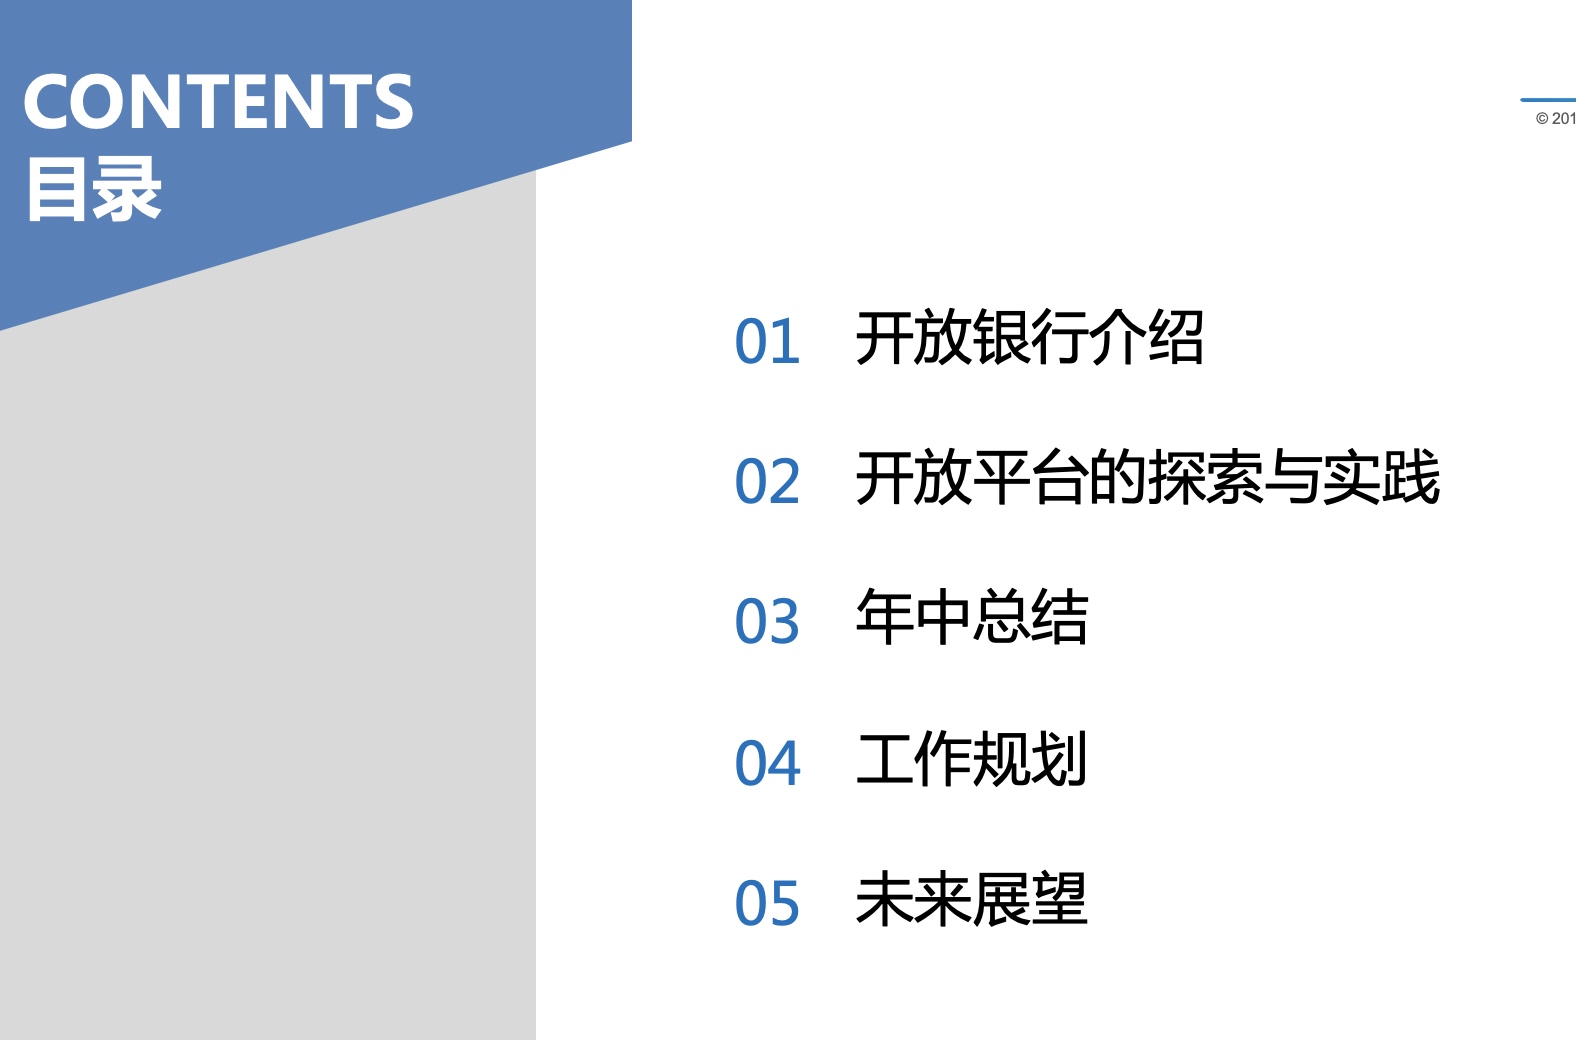 CONTENTS
目录
© 201
01 开放银行介绍
02 开放平台的探索与实践
03 年中总结
04 工作规划
05 未来展望